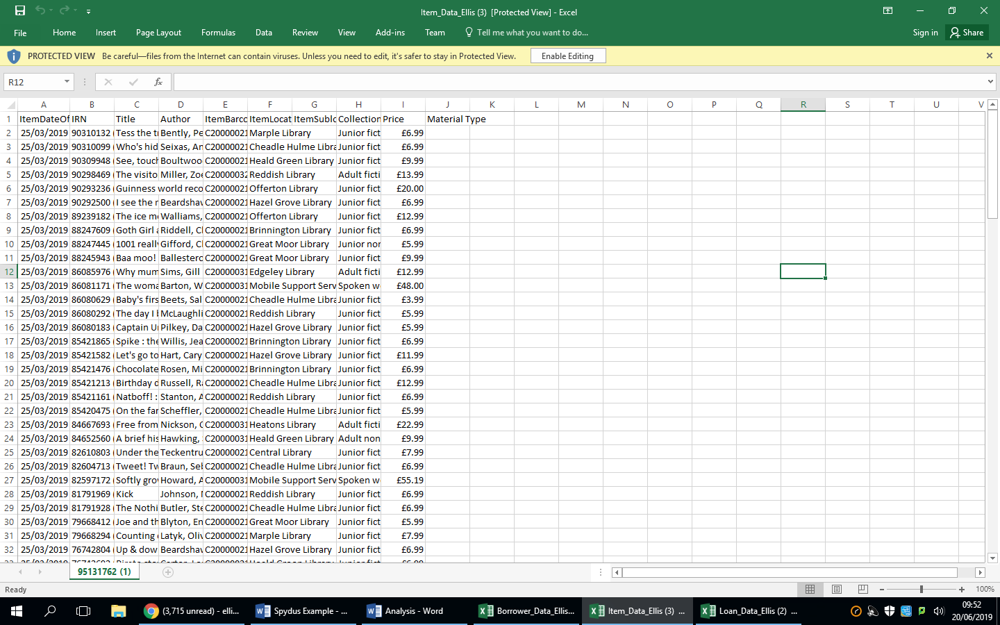 Item_Data_Ellis (3) [Protected View] - Excel
File Home Insert Page Layout Formulas Data Review View Add-ins Team Tell me what you want to do... Sign in Share
PROTECTED VIEW Be careful—files from the Internet can contain viruses. Unless you need to edit, it's safer to stay in Protected View. Enable Editing
R12 fx
A B C D E F G H I J K L M N O P Q R S T U V
1 ItemDateOf IRN Title Author ItemBarco ItemLocat ItemSublo Collection Price Material Type
2 25/03/2019 90310132 ( Tess the tr Bently, Pe C20000021 Marple Library Junior fict £6.99
3 25/03/2019 90310099 ( Who's hid Seixas, An C20000021 Cheadle Hulme Libra Junior fict £6.99
4 25/03/2019 90309948 ( See, touch Boultwoo C20000021 Heald Green Library Junior fict £9.99
5 25/03/2019 90298469 ( The visito Miller, Zoe C20000032 Reddish Library Adult ficti £13.99
6 25/03/2019 90293236 ( Guinness world reco C20000021 Offerton Library Junior fict £20.00
7 25/03/2019 90292500 ( I see the r Beardshav C20000021 Hazel Grove Library Junior fict £6.99
8 25/03/2019 89239182 ( The ice mo Walliams, C20000021 Offerton Library Junior fict £12.99
9 25/03/2019 88247609 ( Goth Girl a Riddell, Cl C20000021 Brinnington Library Junior fict £6.99
10 25/03/2019 88247445 ( 1001 reall Gifford, Cl C20000021 Great Moor Library Junior nor £5.99
11 25/03/2019 88245943 ( Baa moo! Ballestero C20000021 Great Moor Library Junior fict £9.99
12 25/03/2019 86085976 ( Why mum Sims, Gill C20000031 Edgeley Library Adult ficti £12.99
13 25/03/2019 86081171 ( The woma Barton, W C20000031 Mobile Support Serv Spoken w £48.00
14 25/03/2019 86080629 ( Baby's firs Beets, Sal C20000021 Cheadle Hulme Libra Junior fict £3.99
15 25/03/2019 86080292 ( The day I McLaughli C20000021 Reddish Library Junior fict £5.99
16 25/03/2019 86080183 ( Captain U Pilkey, Da C20000021 Hazel Grove Library Junior fict £5.99
17 25/03/2019 85421865 ( Spike : the Willis, Jea C20000021 Brinnington Library Junior fict £6.99
18 25/03/2019 85421582 ( Let's go to Hart, Cary C20000021 Hazel Grove Library Junior fict £11.99
19 25/03/2019 85421476 ( Chocolate Rosen, Mi C20000021 Brinnington Library Junior fict £6.99
20 25/03/2019 85421213 ( Birthday d Russell, Ra C20000021 Cheadle Hulme Libra Junior fict £12.99
21 25/03/2019 85421161 ( Natboff! : Stanton, A C20000021 Reddish Library Junior fict £6.99
22 25/03/2019 85420475 ( On the far Scheffler, C20000021 Cheadle Hulme Libra Junior fict £5.99
23 25/03/2019 84667693 ( Free from Nickson, C C20000031 Heatons Library Adult ficti £22.99
24 25/03/2019 84652560 ( A brief his Hawking, C20000031 Heald Green Library Adult non £9.99
25 25/03/2019 82610803 ( Under the Teckentru C20000021 Central Library Junior fict £7.99
26 25/03/2019 82604713 ( Tweet! Tw Braun, Sel C20000021 Cheadle Hulme Libra Junior fict £6.99
27 25/03/2019 82597172 ( Softly grov Howard, A C20000031 Mobile Support Serv Spoken w £55.19
28 25/03/2019 81791969 ( Kick Johnson, M C20000021 Reddish Library Junior fict £6.99
29 25/03/2019 81791928 ( The Nothi Butler, Ste C20000021 Cheadle Hulme Libra Junior fict £6.99
30 25/03/2019 79668412 ( Joe and th Blyton, En C20000021 Great Moor Library Junior fict £5.99
31 25/03/2019 79668294 ( Counting Latyk, Oliv C20000021 Marple Library Junior fict £7.99
32 25/03/2019 76742804 ( Up & dow Beardshav C20000021 Hazel Grove Library Junior fict £6.99
95131762 (1)
Ready 100%
(3,715 unread) - elli... Spydus Example - ... Analysis - Word Borrower_Data_Ellis... Item_Data_Ellis (3) ... Loan_Data_Ellis (2) ... 09:52
20/06/2019